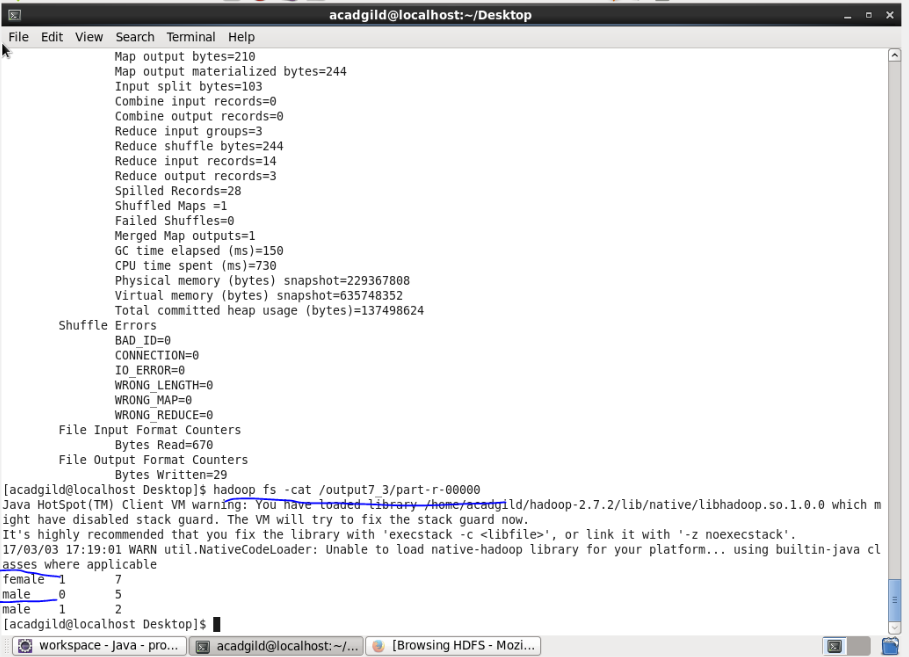 acadgild@localhost:~/Desktop
File Edit View Search Terminal Help
Map output bytes=210
Map output materialized bytes=244
Input split bytes=103
Combine input records=0
Combine output records=0
Reduce input groups=3
Reduce shuffle bytes=244
Reduce input records=14
Reduce output records=3
Spilled Records=28
Shuffled Maps =1
Failed Shuffles=0
Merged Map outputs=1
GC time elapsed (ms)=150
CPU time spent (ms)=730
Physical memory (bytes) snapshot=229367808
Virtual memory (bytes) snapshot=635748352
Total committed heap usage (bytes)=137498624
Shuffle Errors
BAD_ID=0
CONNECTION=0
IO_ERROR=0
WRONG_LENGTH=0
WRONG_MAP=0
WRONG_REDUCE=0
File Input Format Counters
Bytes Read=670
File Output Format Counters
Bytes Written=29
[acadgild@localhost Desktop]$ hadoop fs -cat /output7_3/part-r-00000
Java HotSpot(TM) Client VM warning: You have loaded library /home/acadgild/hadoop-2.7.2/lib/native/libhadoop.so.1.0.0 which m
ight have disabled stack guard. The VM will try to fix the stack guard now.
It's highly recommended that you fix the library with 'execstack -c <libfile>', or link it with '-z noexecstack'.
17/03/03 17:19:01 WARN util.NativeCodeLoader: Unable to load native-hadoop library for your platform... using builtin-java cl
asses where applicable
female 1 7
male 0 5
male 1 2
[acadgild@localhost Desktop]$
workspace - Java - pro... acadgild@localhost:~/... [Browsing HDFS - Mozi...